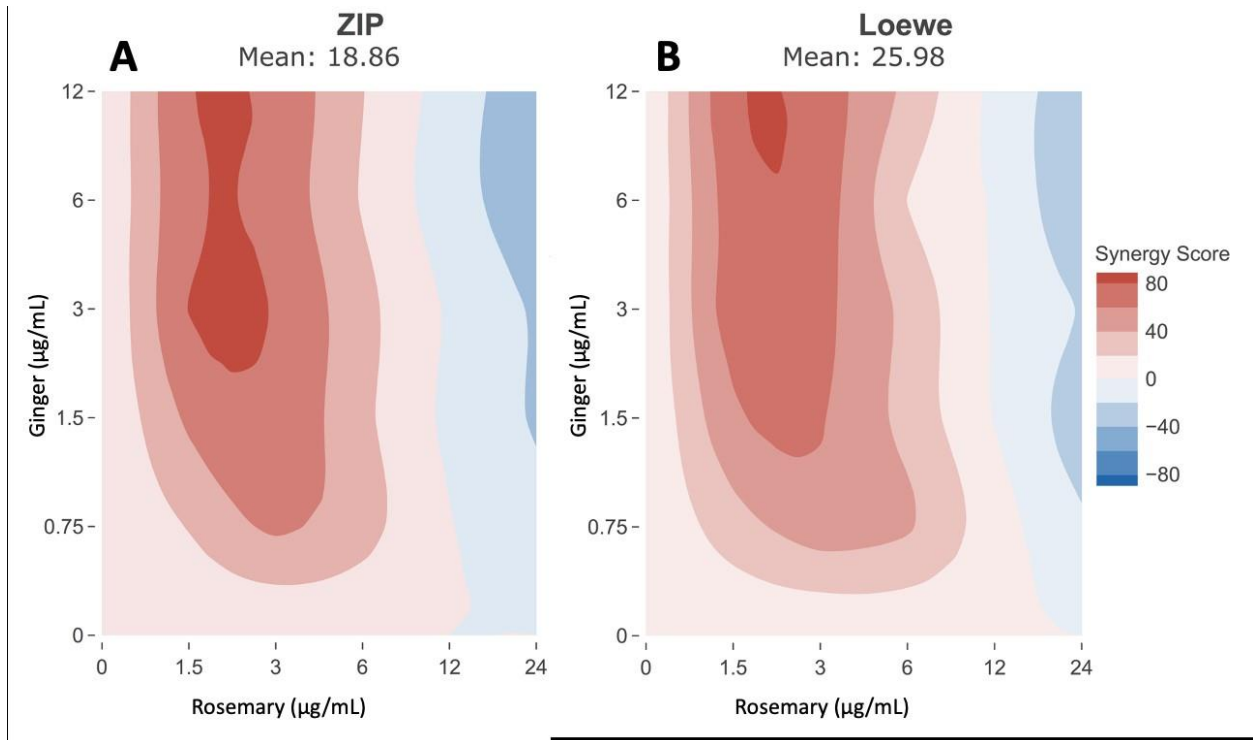 A
ZIP
Mean: 18.86
12
6
3
1.5
0.75
0
Ginger (µg/mL)
0 1.5 3 6 12 24
Rosemary (µg/mL)
B
Loewe
Mean: 25.98
12
6
3
1.5
0.75
0
Ginger (µg/mL)
0 1.5 3 6 12 24
Rosemary (µg/mL)
Synergy Score
80
40
0
−40
−80